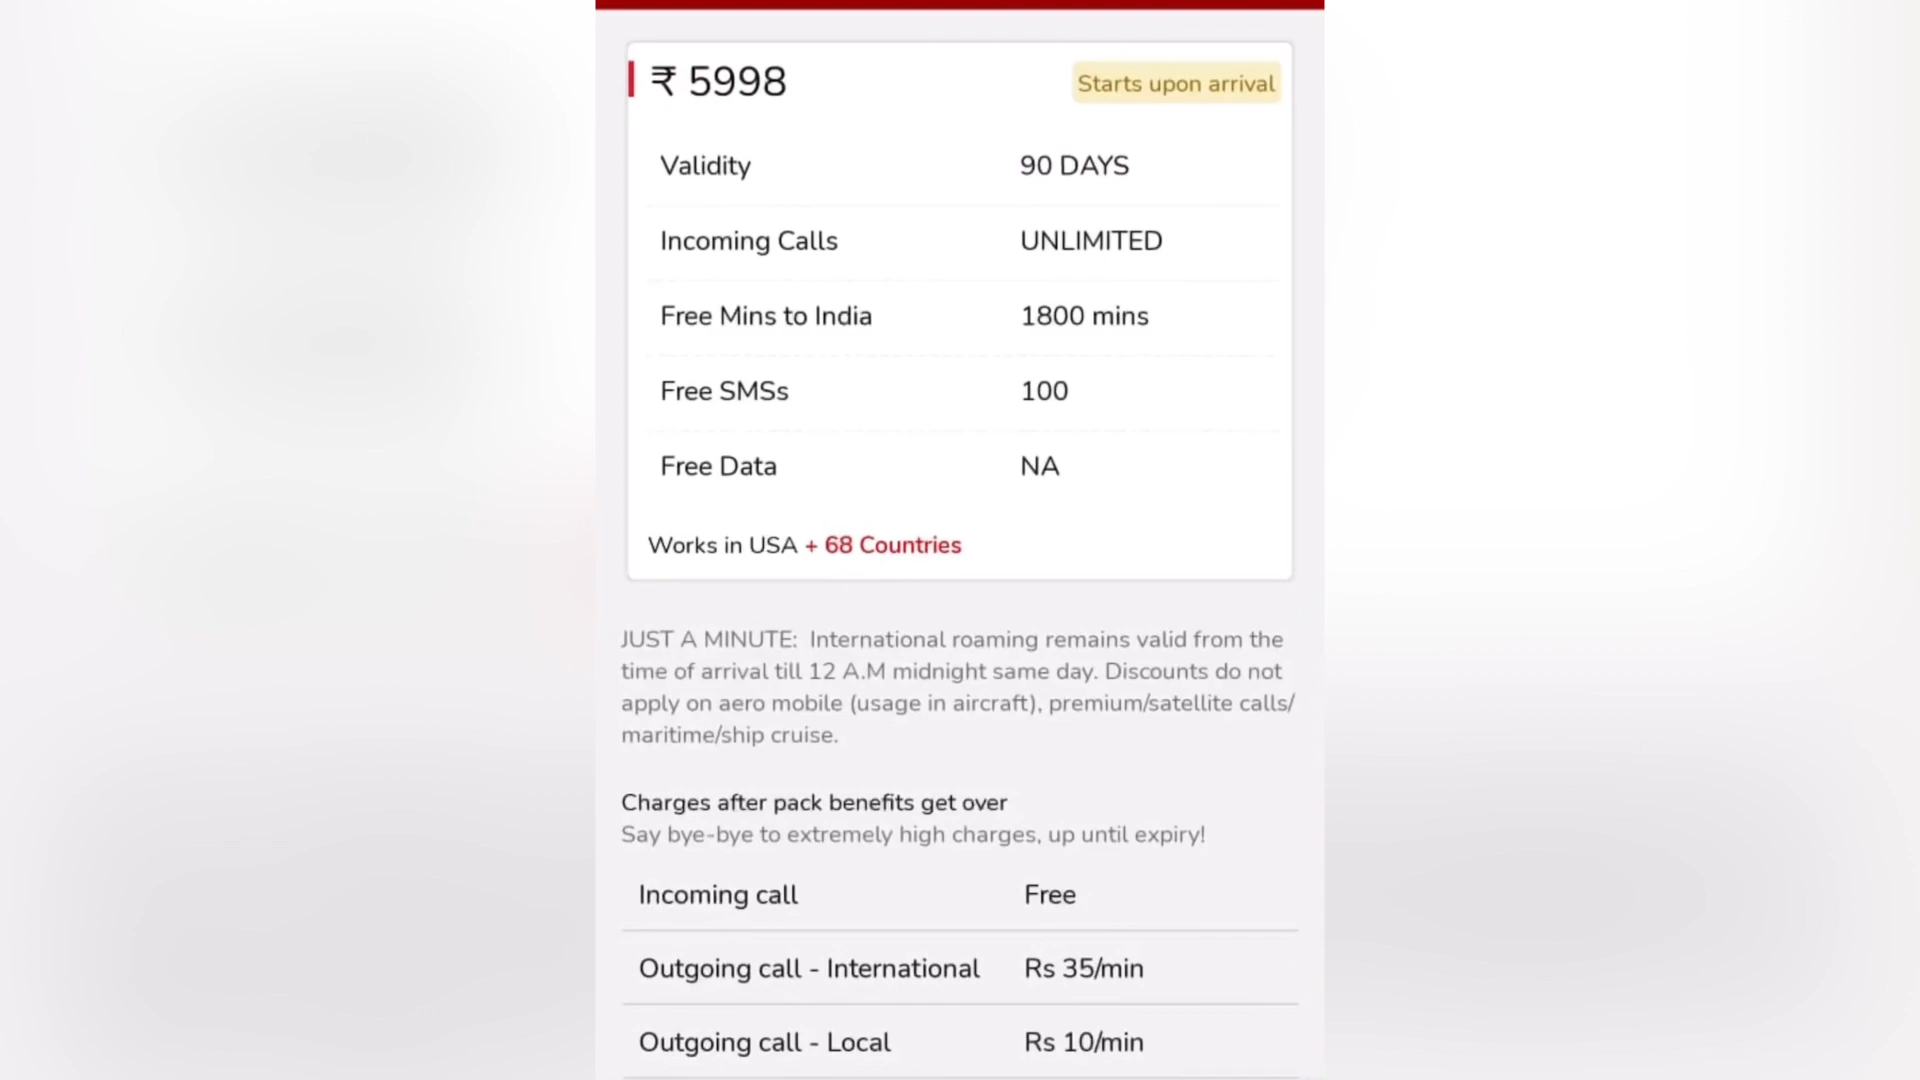 ₹ 5998 Starts upon arrival
Validity 90 DAYS
Incoming Calls UNLIMITED
Free Mins to India 1800 mins
Free SMSs 100
Free Data NA
Works in USA + 68 Countries
JUST A MINUTE: International roaming remains valid from the
time of arrival till 12 A.M midnight same day. Discounts do not
apply on aero mobile (usage in aircraft), premium/satellite calls/
maritime/ship cruise.
Charges after pack benefits get over
Say bye-bye to extremely high charges, up until expiry!
Incoming call Free
Outgoing call - International Rs 35/min
Outgoing call - Local Rs 10/min